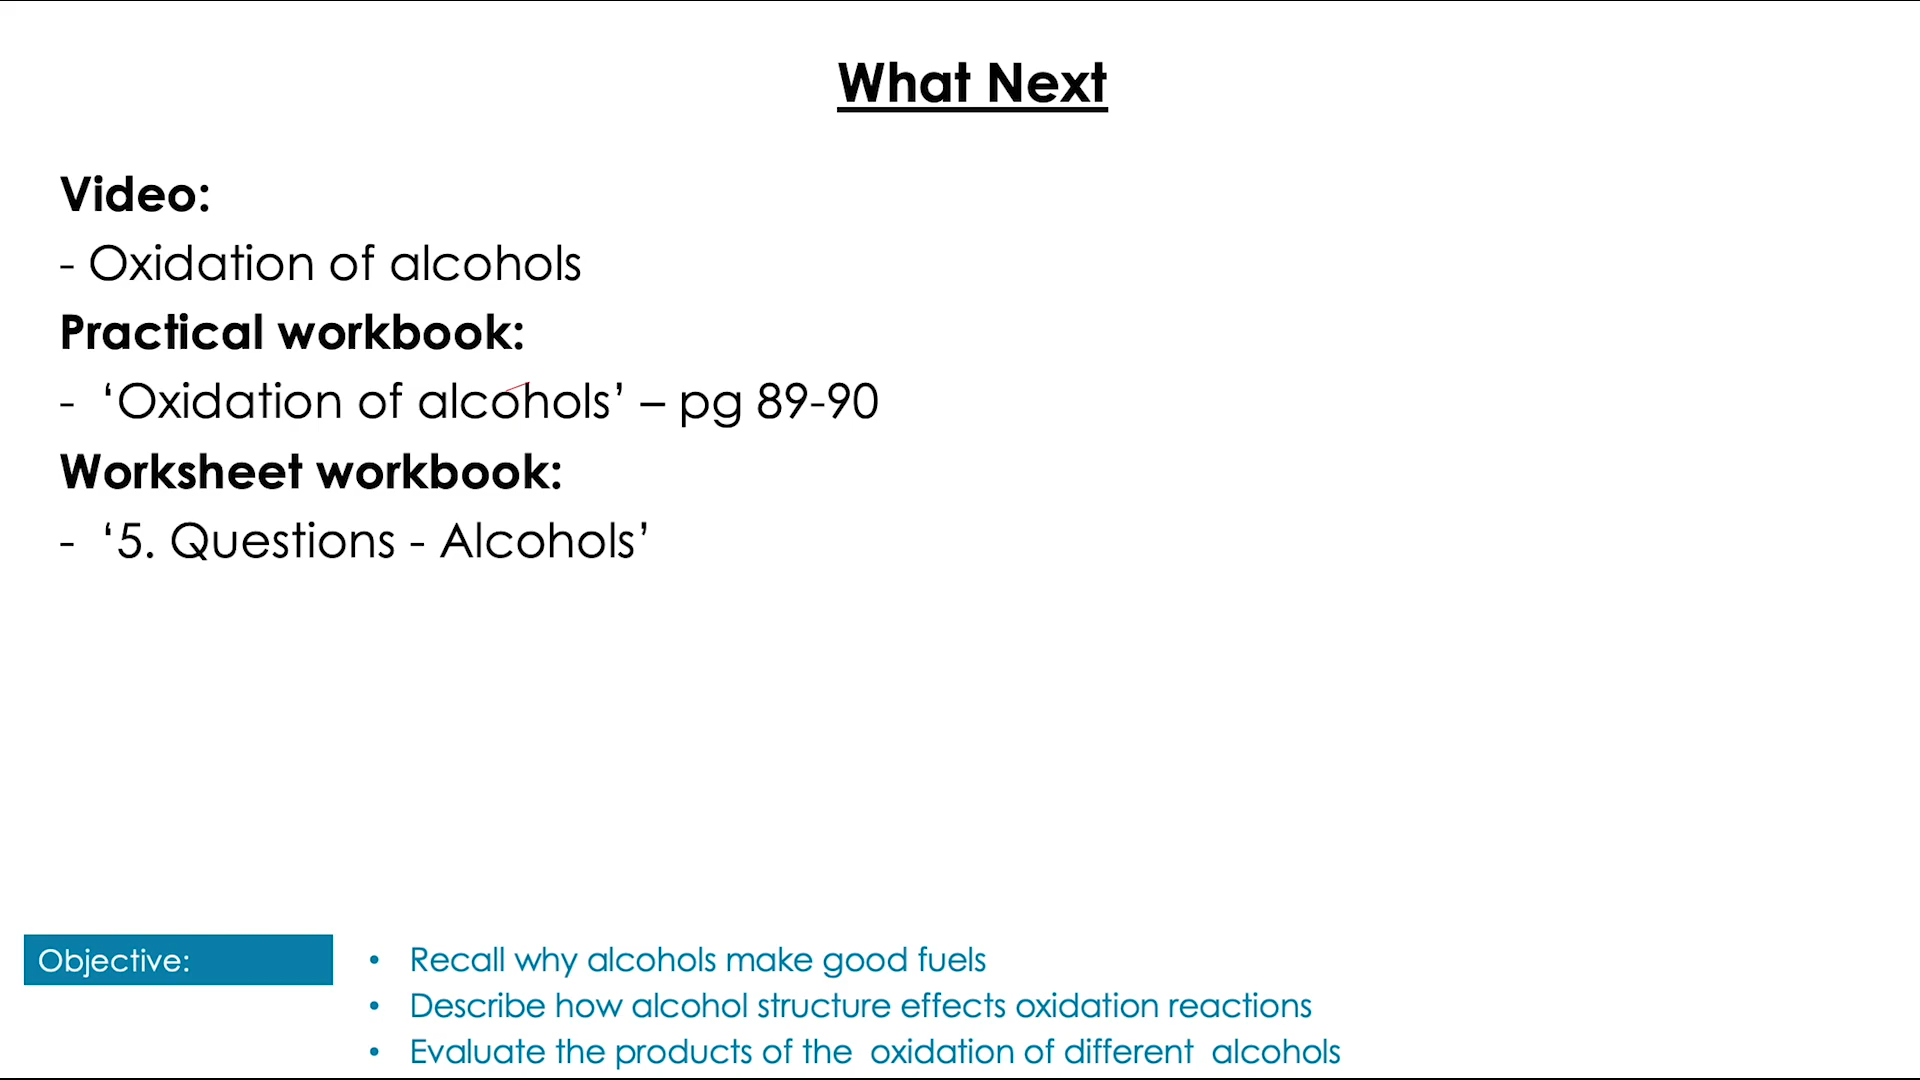 What Next
Video:
- Oxidation of alcohols
Practical workbook:
- ‘Oxidation of alcohols’ – pg 89-90
Worksheet workbook:
- ‘5. Questions - Alcohols’
Objective:
• Recall why alcohols make good fuels
• Describe how alcohol structure effects oxidation reactions
• Evaluate the products of the oxidation of different alcohols